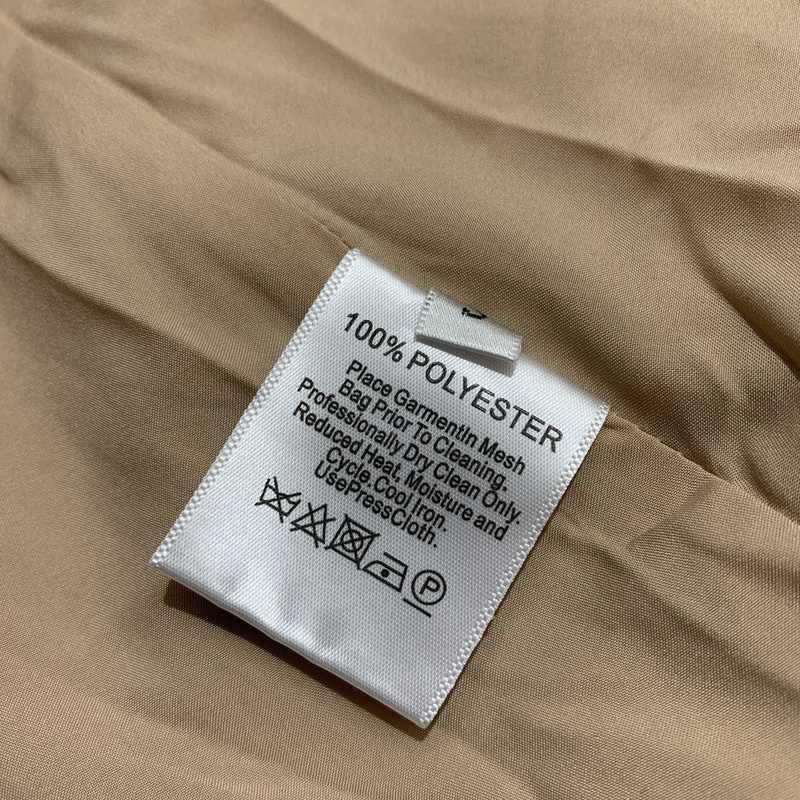 100% POLYESTER
Place GarmentIn Mesh
Bag Prior To Cleaning.
Professionally Dry Clean Only.
Reduced Heat, Moisture and
Cycle.Cool Iron.
UsePressCloth.
P